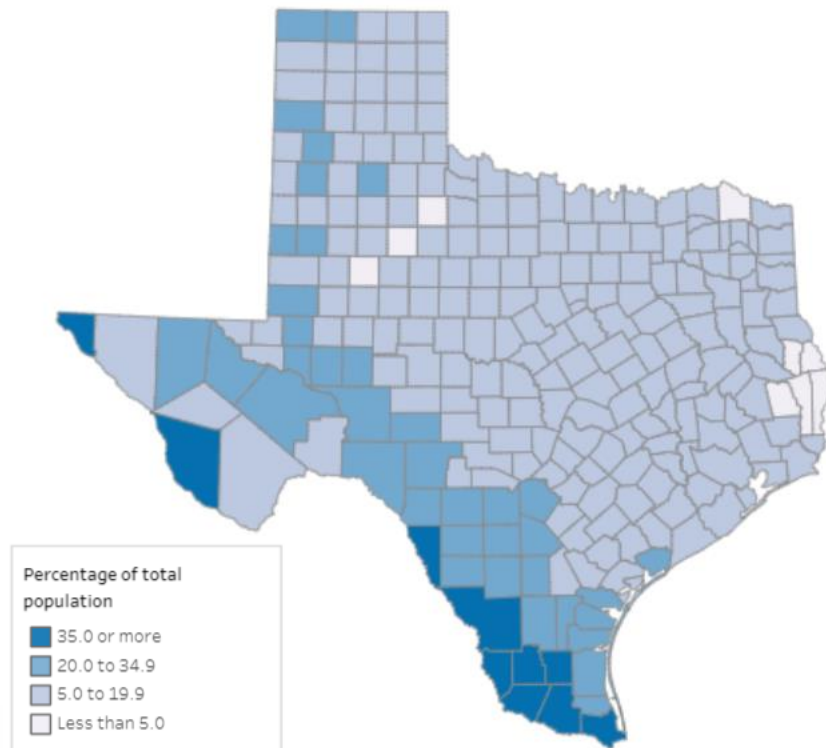 Percentage of total
population
35.0 or more
20.0 to 34.9
5.0 to 19.9
Less than 5.0